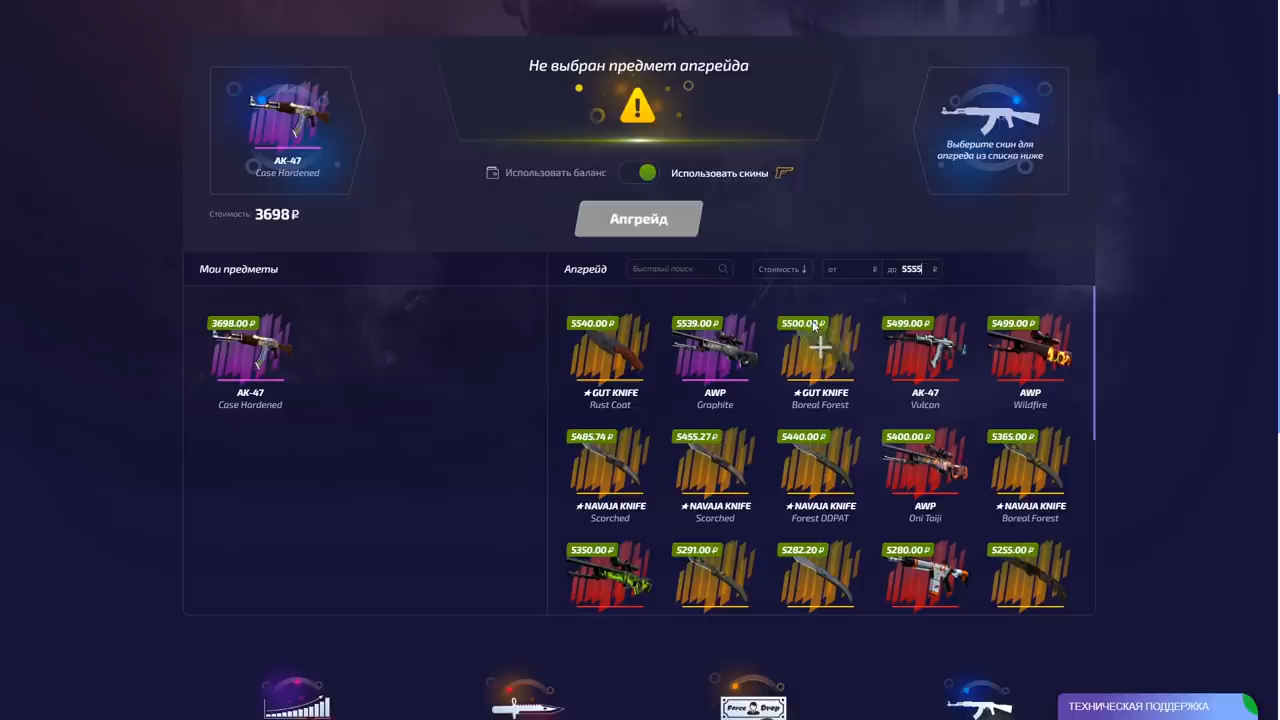 Не выбран предмет апгрейда
AK-47
Case Hardened
Выберите скин для
апгреда из списка ниже
Использовать баланс
Использовать скины
Стоимость: 3698 ₽
Апгрейд
Мои предметы
Апгрейд
Быстрый поиск
Стоимость ↓
от ₽
до 5555 ₽
3698.00 ₽
AK-47
Case Hardened
5540.00 ₽ 5539.00 ₽ 5500.00 ₽ 5499.00 ₽ 5499.00 ₽
★ GUT KNIFE AWP ★ GUT KNIFE AK-47 AWP
Rust Coat Graphite Boreal Forest Vulcan Wildfire
5485.74 ₽ 5455.27 ₽ 5440.00 ₽ 5400.00 ₽ 5365.00 ₽
★ NAVAJA KNIFE ★ NAVAJA KNIFE ★ NAVAJA KNIFE AWP ★ NAVAJA KNIFE
Scorched Scorched Forest DDPAT Oni Taiji Boreal Forest
5350.00 ₽ 5291.00 ₽ 5282.20 ₽ 5280.00 ₽ 5255.00 ₽
Force Drop
ТЕХНИЧЕСКАЯ ПОДДЕРЖКА